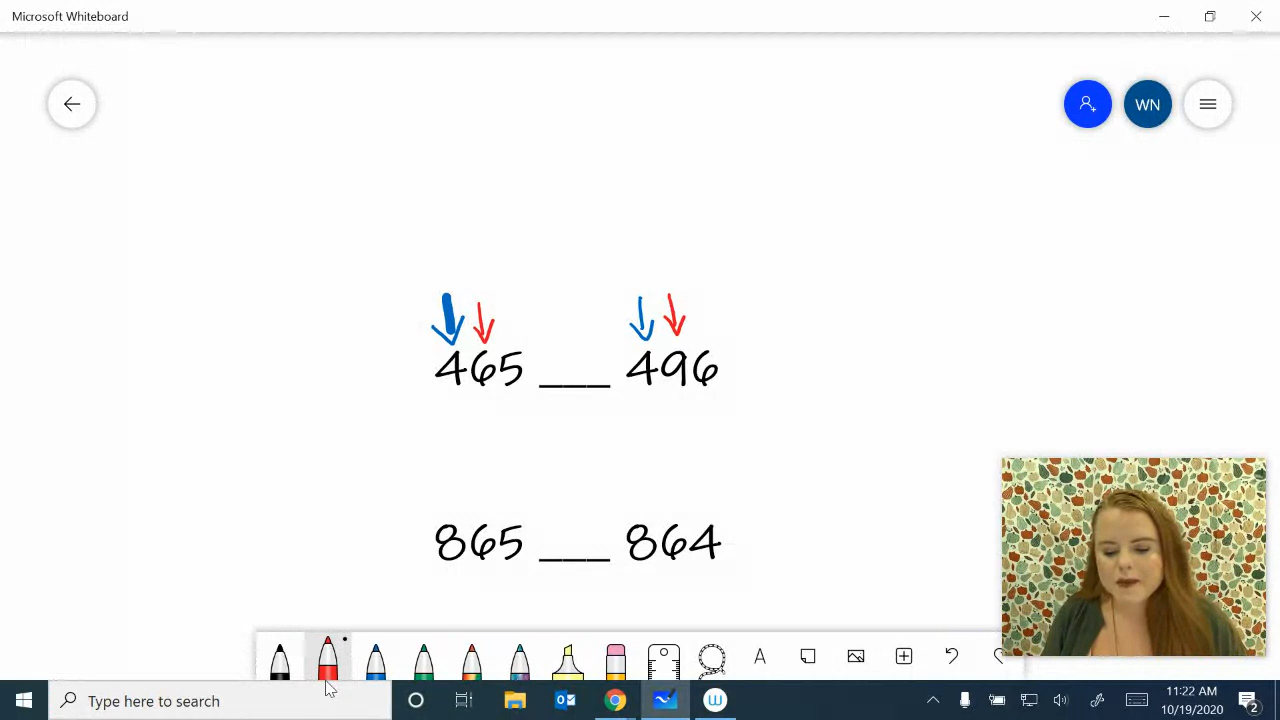 Microsoft Whiteboard
WN
465 ___ 496
865 ___ 864
A
Type here to search
11:22 AM
10/19/2020
2